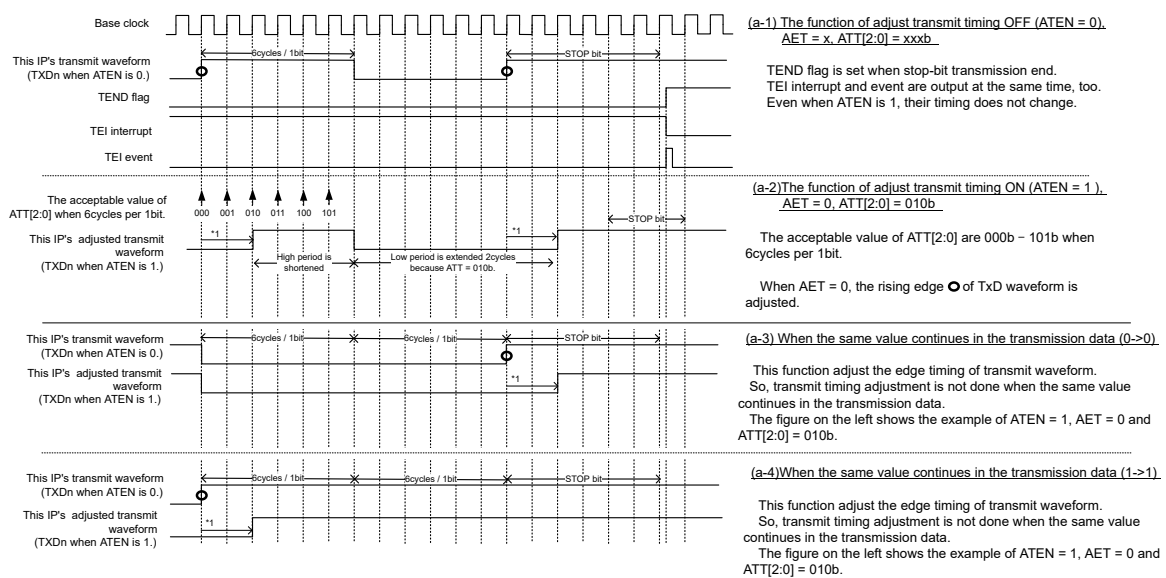 Base clock
6cycles / 1bit
STOP bit
This IP's transmit waveform
(TXDn when ATEN is 0.)
TEND flag
TEI interrupt
TEI event
(a-1) The function of adjust transmit timing OFF (ATEN = 0),
AET = x, ATT[2:0] = xxxb
TEND flag is set when stop-bit transmission end.
TEI interrupt and event are output at the same time, too.
Even when ATEN is 1, their timing does not change.
The acceptable value of
ATT[2:0] when 6cycles per 1bit.
000 001 010 011 100 101
STOP bit
This IP's adjusted transmit
waveform
(TXDn when ATEN is 1.)
*1
*1
High period is
shortened
Low period is extended 2cycles
because ATT = 010b.
(a-2)The function of adjust transmit timing ON (ATEN = 1 ),
AET = 0, ATT[2:0] = 010b
The acceptable value of ATT[2:0] are 000b − 101b when
6cycles per 1bit.
When AET = 0, the rising edge O of TxD waveform is
adjusted.
This IP's transmit waveform
(TXDn when ATEN is 0.)
6cycles / 1bit
6cycles / 1bit
STOP bit
This IP's adjusted transmit
waveform
(TXDn when ATEN is 1.)
*1
(a-3) When the same value continues in the transmission data (0->0)
This function adjust the edge timing of transmit waveform.
So, transmit timing adjustment is not done when the same value
continues in the transmission data.
The figure on the left shows the example of ATEN = 1, AET = 0 and
ATT[2:0] = 010b.
This IP's transmit waveform
(TXDn when ATEN is 0.)
6cycles / 1bit
6cycles / 1bit
STOP bit
This IP's adjusted transmit
waveform
(TXDn when ATEN is 1.)
*1
(a-4)When the same value continues in the transmission data (1->1)
This function adjust the edge timing of transmit waveform.
So, transmit timing adjustment is not done when the same value
continues in the transmission data.
The figure on the left shows the example of ATEN = 1, AET = 0 and
ATT[2:0] = 010b.